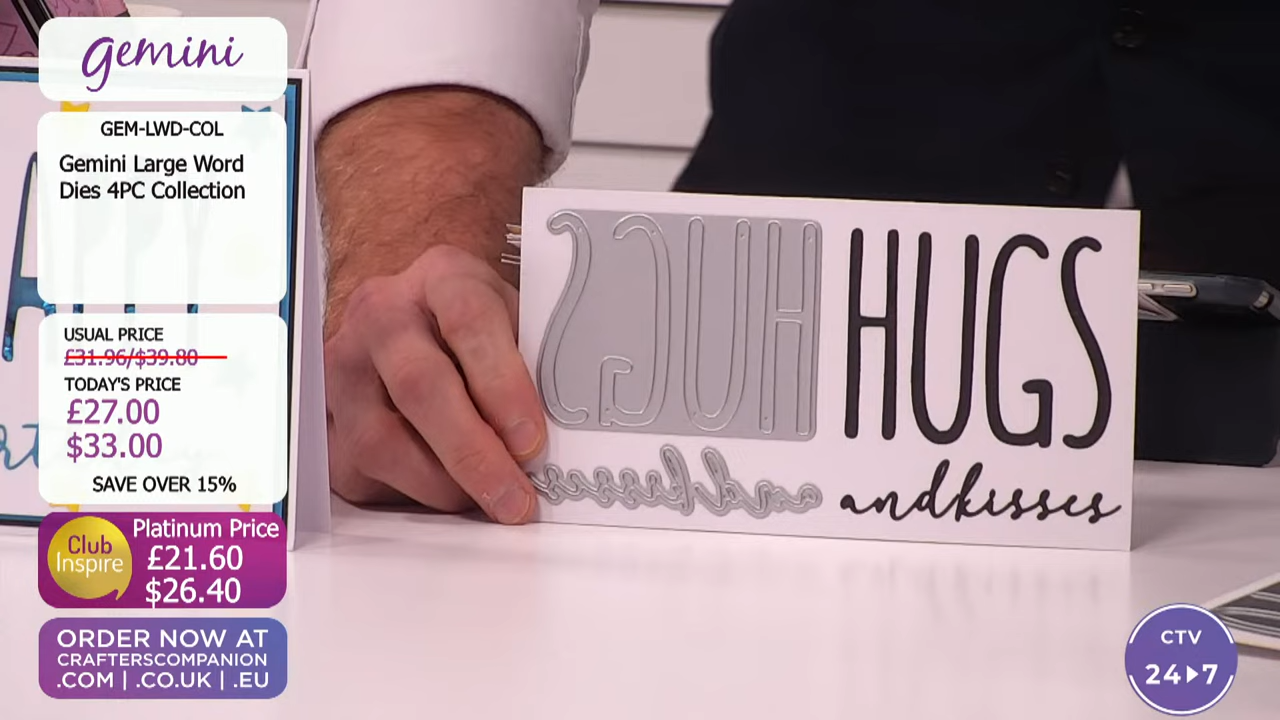 gemini
GEM-LWD-COL
Gemini Large Word
Dies 4PC Collection
USUAL PRICE
£31.96/$39.80
TODAY'S PRICE
£27.00
$33.00
SAVE OVER 15%
Club
Inspire
Platinum Price
£21.60
$26.40
ORDER NOW AT
CRAFTERSCOMPANION
.COM | .CO.UK | .EU
HUGS
andkisses
HUGS
andkisses
CTV
24▶7